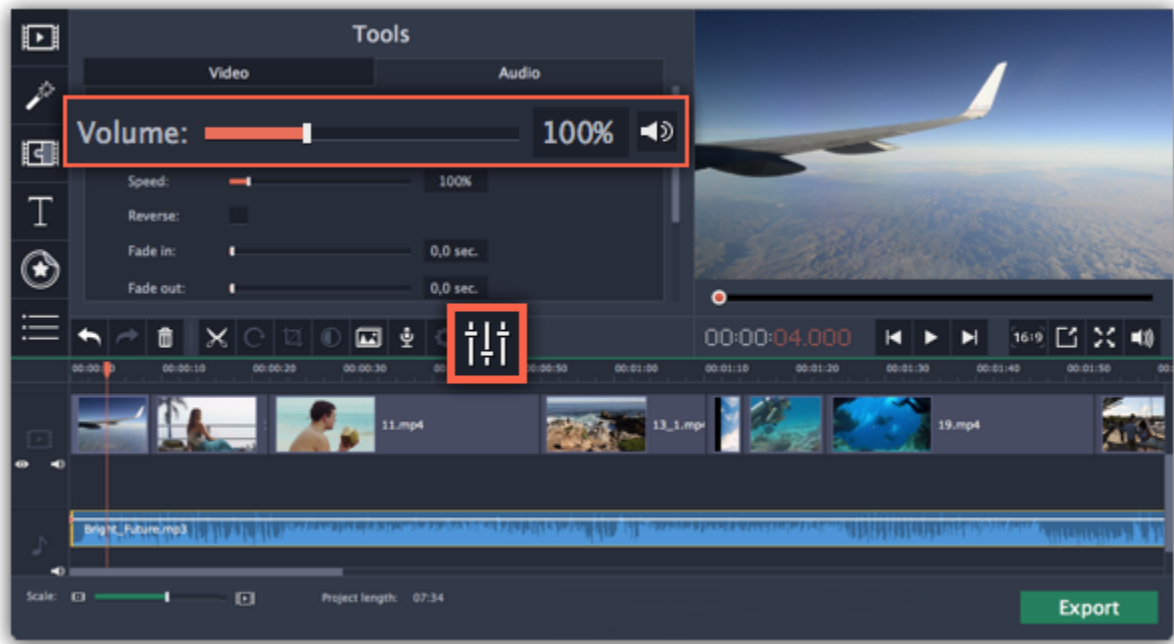 Tools
Video
Audio
Volume:
100%
Speed:
100%
Reverse:
Fade in:
0,0 sec.
Fade out:
0,0 sec.
T
00:00:04.000
16:9
00:00:10
00:00:20
00:00:30
00:00:50
00:01:00
00:01:10
00:01:20
00:01:30
00:01:40
00:01:50
11.mp4
13_1.mp4
19.mp4
Bright_Future.mp3
Scale:
Project length: 07:34
Export